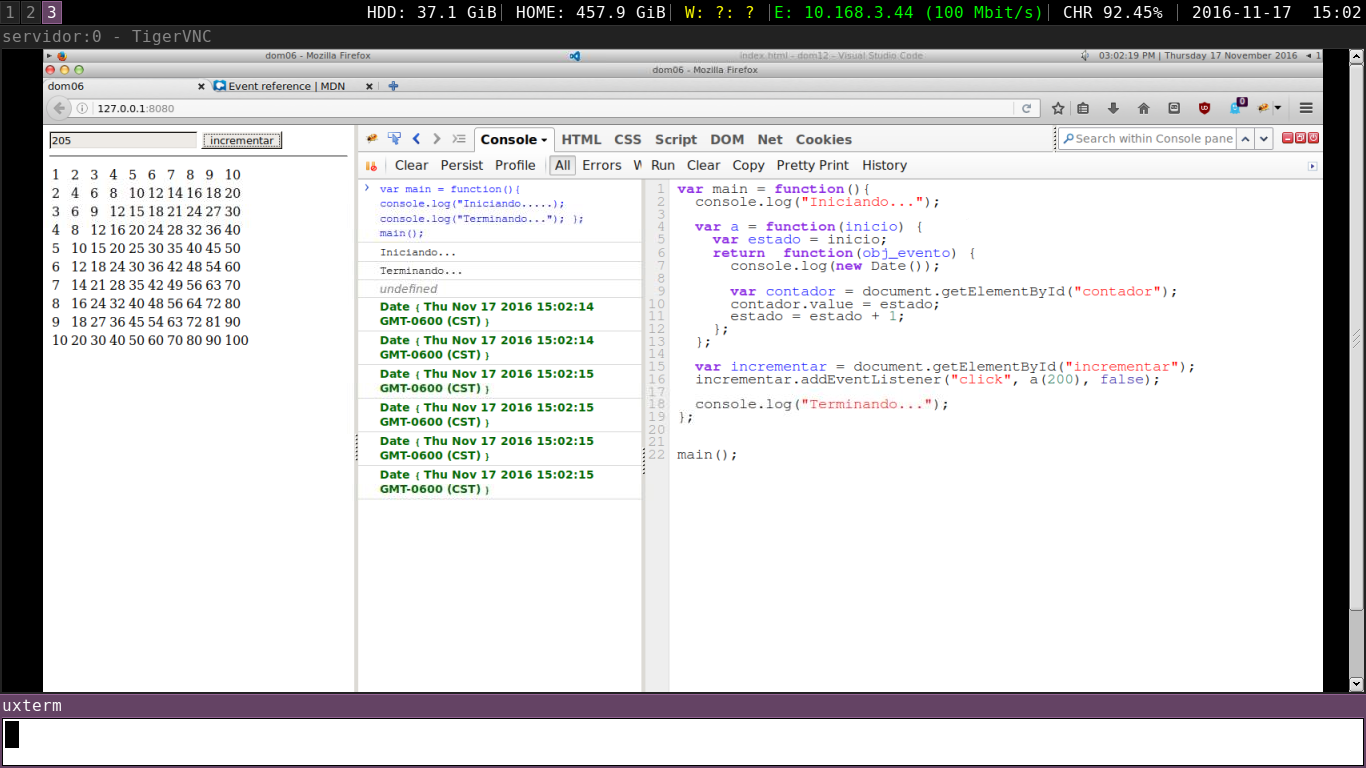 1 2 3 HDD: 37.1 GiB HOME: 457.9 GiB W: ?: ? E: 10.168.3.44 (100 Mbit/s) CHR 92.45% 2016-11-17 15:02
servidor:0 - TigerVNC
dom06 - Mozilla Firefox index.html - dom12 - Visual Studio Code 03:02:19 PM | Thursday 17 November 2016 1
dom06 - Mozilla Firefox
dom06 Event reference | MDN
127.0.0.1:8080 0
205 incrementar
Console HTML CSS Script DOM Net Cookies Search within Console pane
Clear Persist Profile All Errors W Run Clear Copy Pretty Print History
1 2 3 4 5 6 7 8 9 10
2 4 6 8 10 12 14 16 18 20
3 6 9 12 15 18 21 24 27 30
4 8 12 16 20 24 28 32 36 40
5 10 15 20 25 30 35 40 45 50
6 12 18 24 30 36 42 48 54 60
7 14 21 28 35 42 49 56 63 70
8 16 24 32 40 48 56 64 72 80
9 18 27 36 45 54 63 72 81 90
10 20 30 40 50 60 70 80 90 100
var main = function(){
console.log("Iniciando.....);
console.log("Terminando..."); };
main();
Iniciando...
Terminando...
undefined
Date { Thu Nov 17 2016 15:02:14
GMT-0600 (CST) }
Date { Thu Nov 17 2016 15:02:14
GMT-0600 (CST) }
Date { Thu Nov 17 2016 15:02:15
GMT-0600 (CST) }
Date { Thu Nov 17 2016 15:02:15
GMT-0600 (CST) }
Date { Thu Nov 17 2016 15:02:15
GMT-0600 (CST) }
Date { Thu Nov 17 2016 15:02:15
GMT-0600 (CST) }
1 var main = function(){
2 console.log("Iniciando...");
3
4 var a = function(inicio) {
5 var estado = inicio;
6 return function(obj_evento) {
7 console.log(new Date());
8
9 var contador = document.getElementById("contador");
10 contador.value = estado;
11 estado = estado + 1;
12 };
13 };
14
15 var incrementar = document.getElementById("incrementar");
16 incrementar.addEventListener("click", a(200), false);
17
18 console.log("Terminando...");
19 };
20
21
22 main();
uxterm